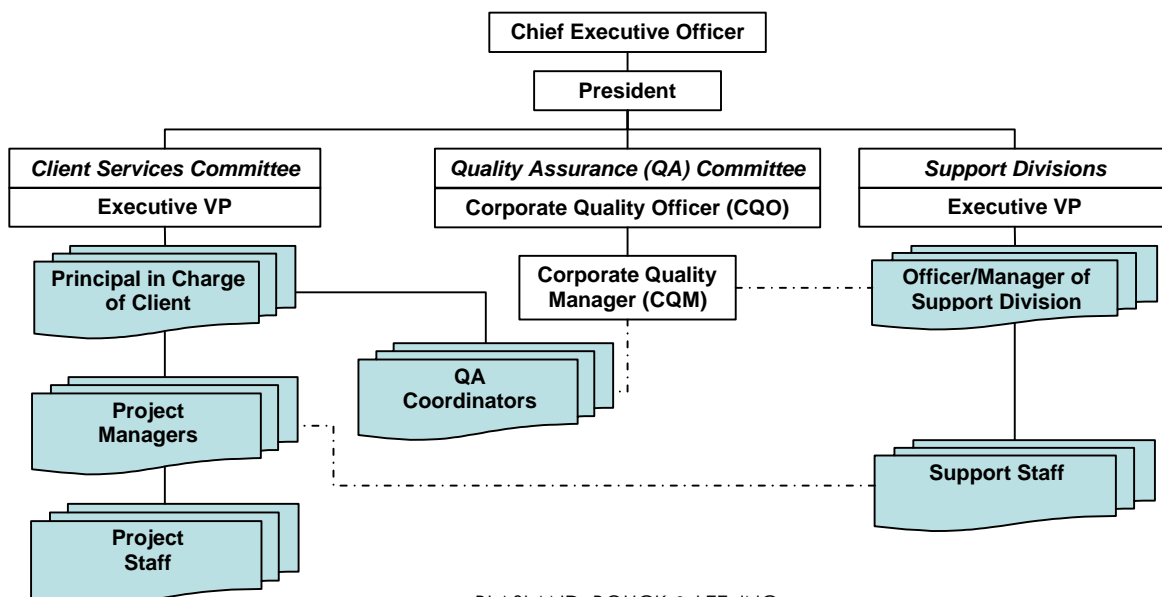 Chief Executive Officer
President
Client Services Committee
Executive VP
Quality Assurance (QA) Committee
Corporate Quality Officer (CQO)
Support Divisions
Executive VP
Principal in Charge
of Client
Corporate Quality
Manager (CQM)
Officer/Manager of
Support Division
QA
Coordinators
Project
Managers
Support Staff
Project
Staff